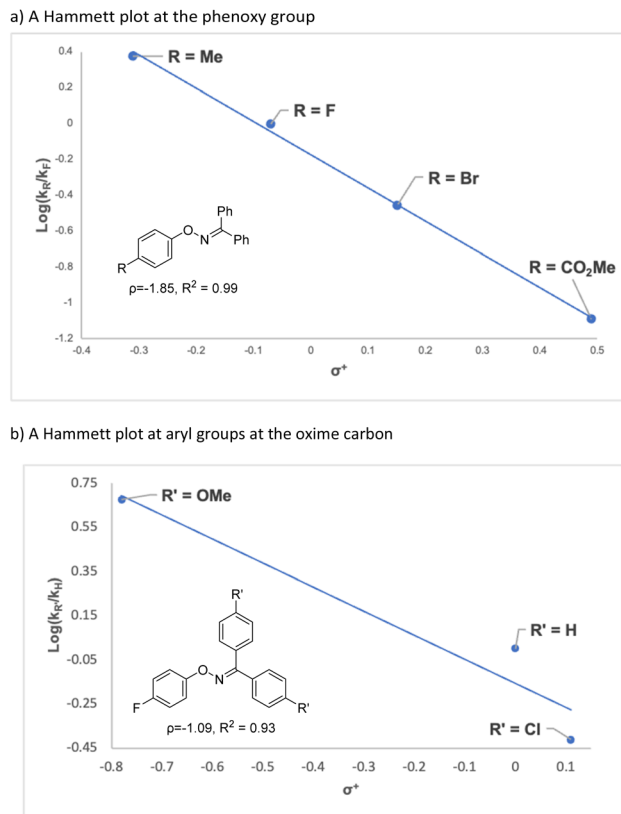 a) A Hammett plot at the phenoxy group
0.4
0.2
0
-0.2
-0.4
-0.6
-0.8
-1
-1.2
Log(kR/kF)
R = Me
R = F
R = Br
R = CO₂Me
Ph
O
N
Ph
R
ρ=-1.85, R² = 0.99
-0.4 -0.3 -0.2 -0.1 0 0.1 0.2 0.3 0.4 0.5
σ⁺
b) A Hammett plot at aryl groups at the oxime carbon
0.75
0.55
0.35
0.15
-0.05
-0.25
-0.45
Log(kR'/kH)
R' = OMe
R' = H
R' = Cl
R'
O
N
F
R'
ρ=-1.09, R² = 0.93
-0.8 -0.7 -0.6 -0.5 -0.4 -0.3 -0.2 -0.1 0 0.1
σ⁺